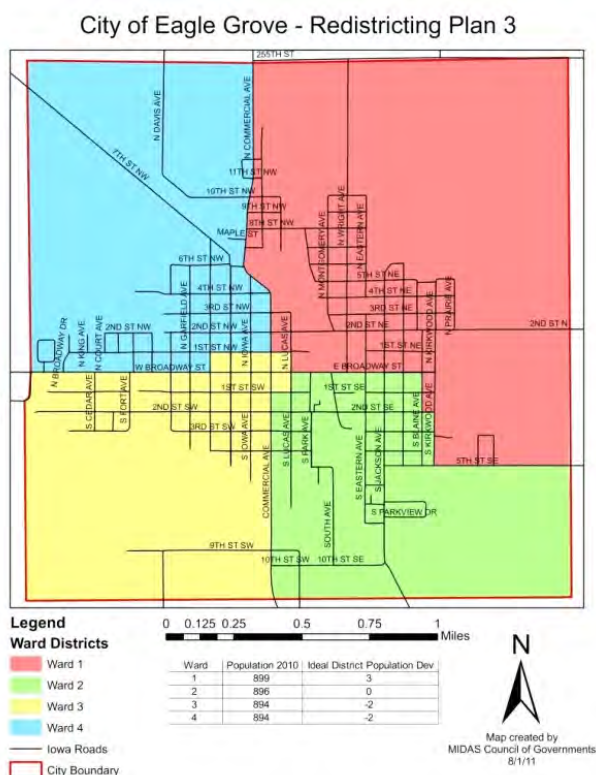 City of Eagle Grove - Redistricting Plan 3
255TH ST
N DAVIS AVE
N COMMERCIAL AVE
7TH ST NW
11TH ST NW
10TH ST NW
9TH ST NW
8TH ST NW
MAPLE ST
N WRIGHT AVE
N EASTERN AVE
N MONTGOMERY AVE
6TH ST NW
5TH ST NE
4TH ST NW
4TH ST NE
N GARFIELD AVE
3RD ST NW
3RD ST NE
N KIRKWOOD AVE
N PRAIRIE AVE
2ND ST NW
2ND ST NW
2ND ST NE
2ND ST N
N BROADWAY DR
N KING AVE
N COURT AVE
N IOWA AVE
N LUCAS AVE
1ST ST NW
1ST ST NE
W BROADWAY ST
E BROADWAY ST
S CEDAR AVE
S FORT AVE
1ST ST SW
1ST ST SE
2ND ST SW
2ND ST SE
S BLAINE AVE
S KIRKWOOD AVE
3RD ST SW
S IOWA AVE
S LUCAS AVE
S PARK AVE
S EASTERN AVE
S JACKSON AVE
5TH ST SE
COMMERCIAL AVE
SOUTH AVE
S PARKVIEW DR
9TH ST SW
10TH ST SW
10TH ST SE
Legend
Ward Districts
Ward 1
Ward 2
Ward 3
Ward 4
Iowa Roads
City Boundary
0 0.125 0.25 0.5 0.75 1
Miles
Ward Population 2010 Ideal District Population Dev
1 899 3
2 896 0
3 894 -2
4 894 -2
N
Map created by
MIDAS Council of Governments
8/1/11